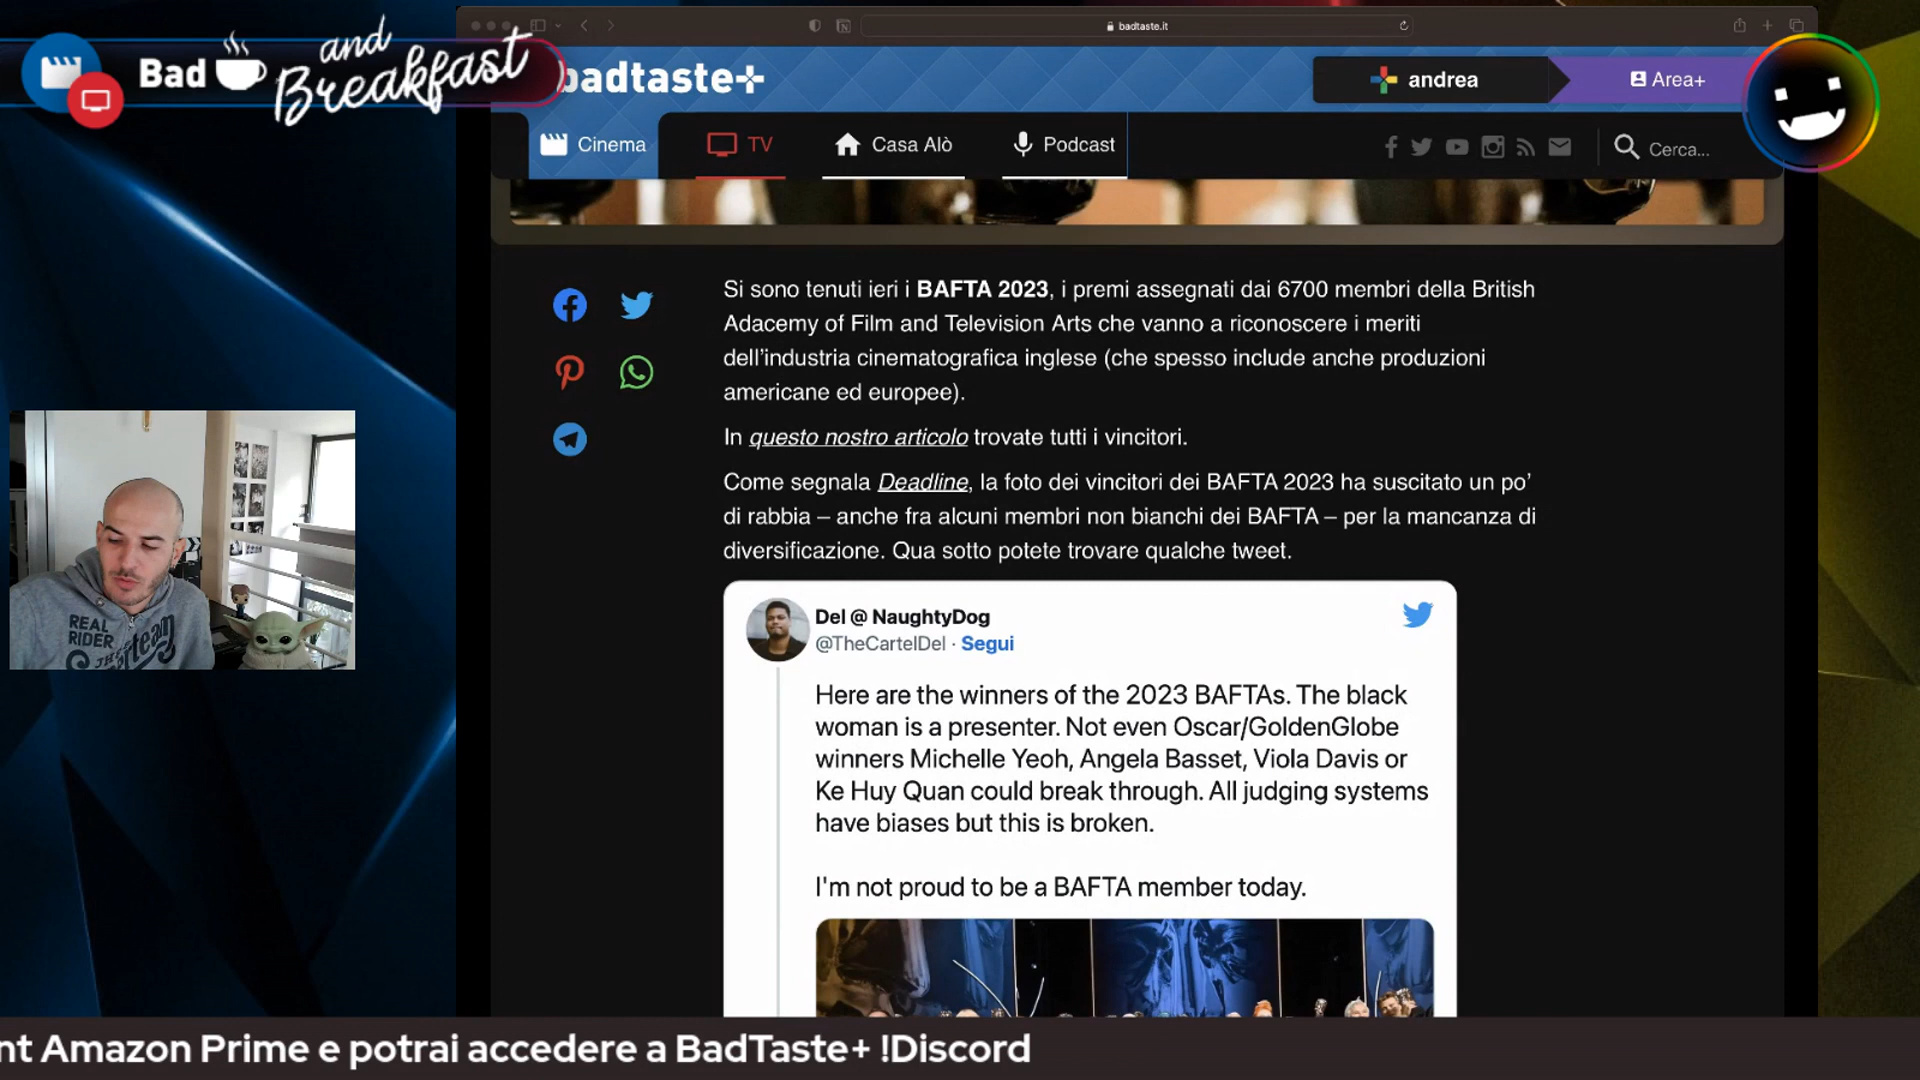 badtaste.it
Bad and Breakfast
badtaste+
andrea
Area+
Cinema
TV
Casa Alò
Podcast
Cerca...
Si sono tenuti ieri i BAFTA 2023, i premi assegnati dai 6700 membri della British
Adacemy of Film and Television Arts che vanno a riconoscere i meriti
dell'industria cinematografica inglese (che spesso include anche produzioni
americane ed europee).
In questo nostro articolo trovate tutti i vincitori.
Come segnala Deadline, la foto dei vincitori dei BAFTA 2023 ha suscitato un po'
di rabbia – anche fra alcuni membri non bianchi dei BAFTA – per la mancanza di
diversificazione. Qua sotto potete trovare qualche tweet.
Del @ NaughtyDog
@TheCartelDel · Segui
Here are the winners of the 2023 BAFTAs. The black
woman is a presenter. Not even Oscar/GoldenGlobe
winners Michelle Yeoh, Angela Basset, Viola Davis or
Ke Huy Quan could break through. All judging systems
have biases but this is broken.
I'm not proud to be a BAFTA member today.
REAL
RIDER
nt Amazon Prime e potrai accedere a BadTaste+ !Discord